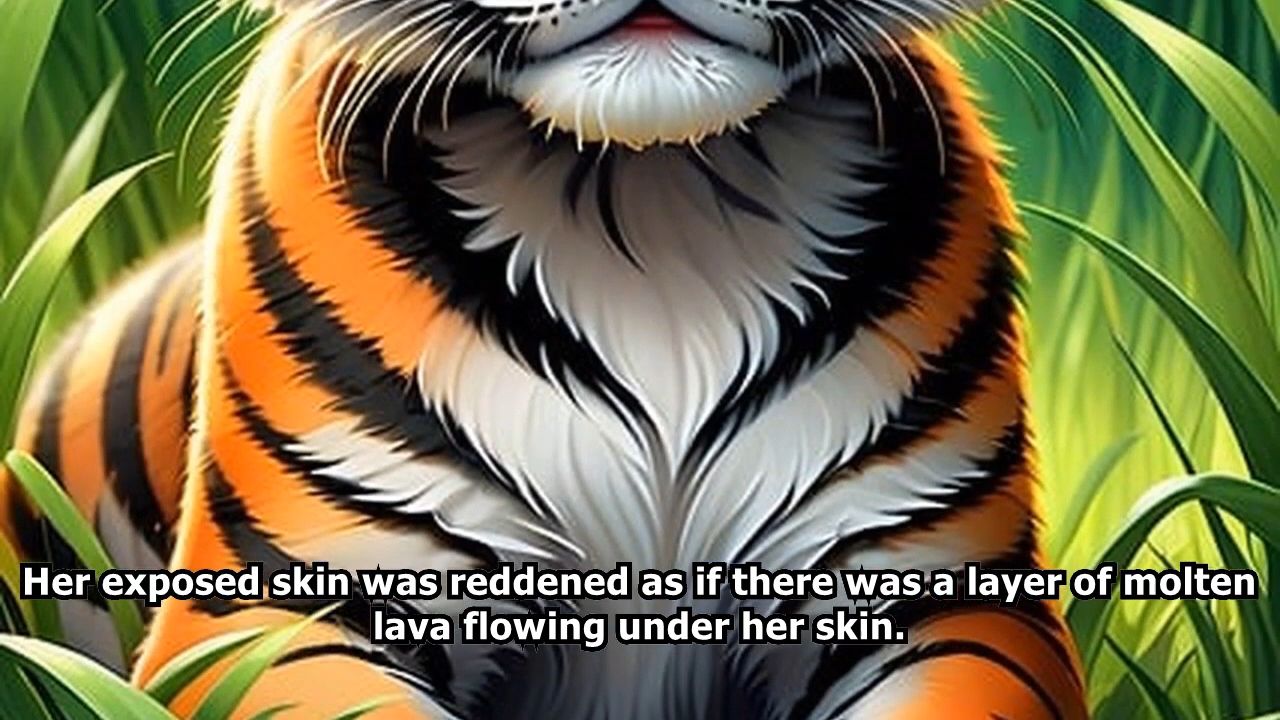 Her exposed skin was reddened as if there was a layer of molten
lava flowing under her skin.